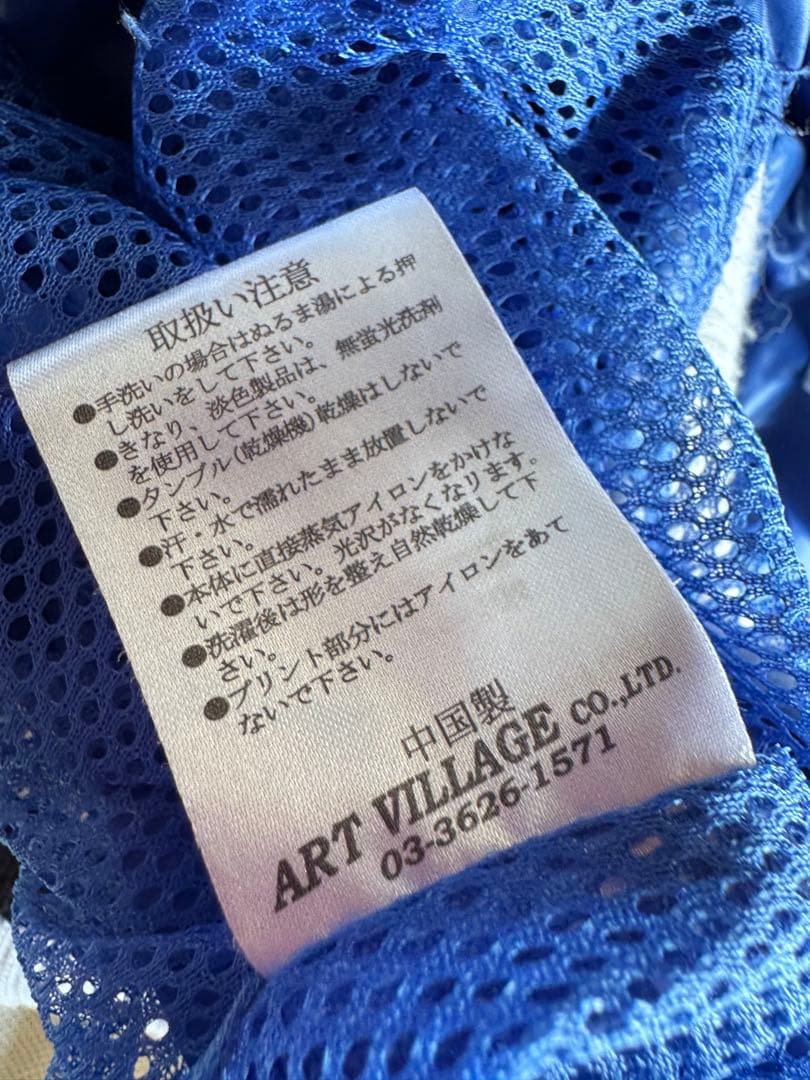 取扱い注意
●手洗いの場合はぬるま湯による押
し洗いをして下さい。
●きなり、淡色製品は、無蛍光洗剤
を使用して下さい。
●タンブル(乾燥機)乾燥はしないで
下さい。
●汗・水で濡れたまま放置しないで
下さい。
●本体に直接蒸気アイロンをかけな
いで下さい。光沢がなくなります。
●洗濯後は形を整え自然乾燥して下
さい。
●プリント部分にはアイロンをあて
ないで下さい。
中国製
ART VILLAGE CO.,LTD.
03-3626-1571